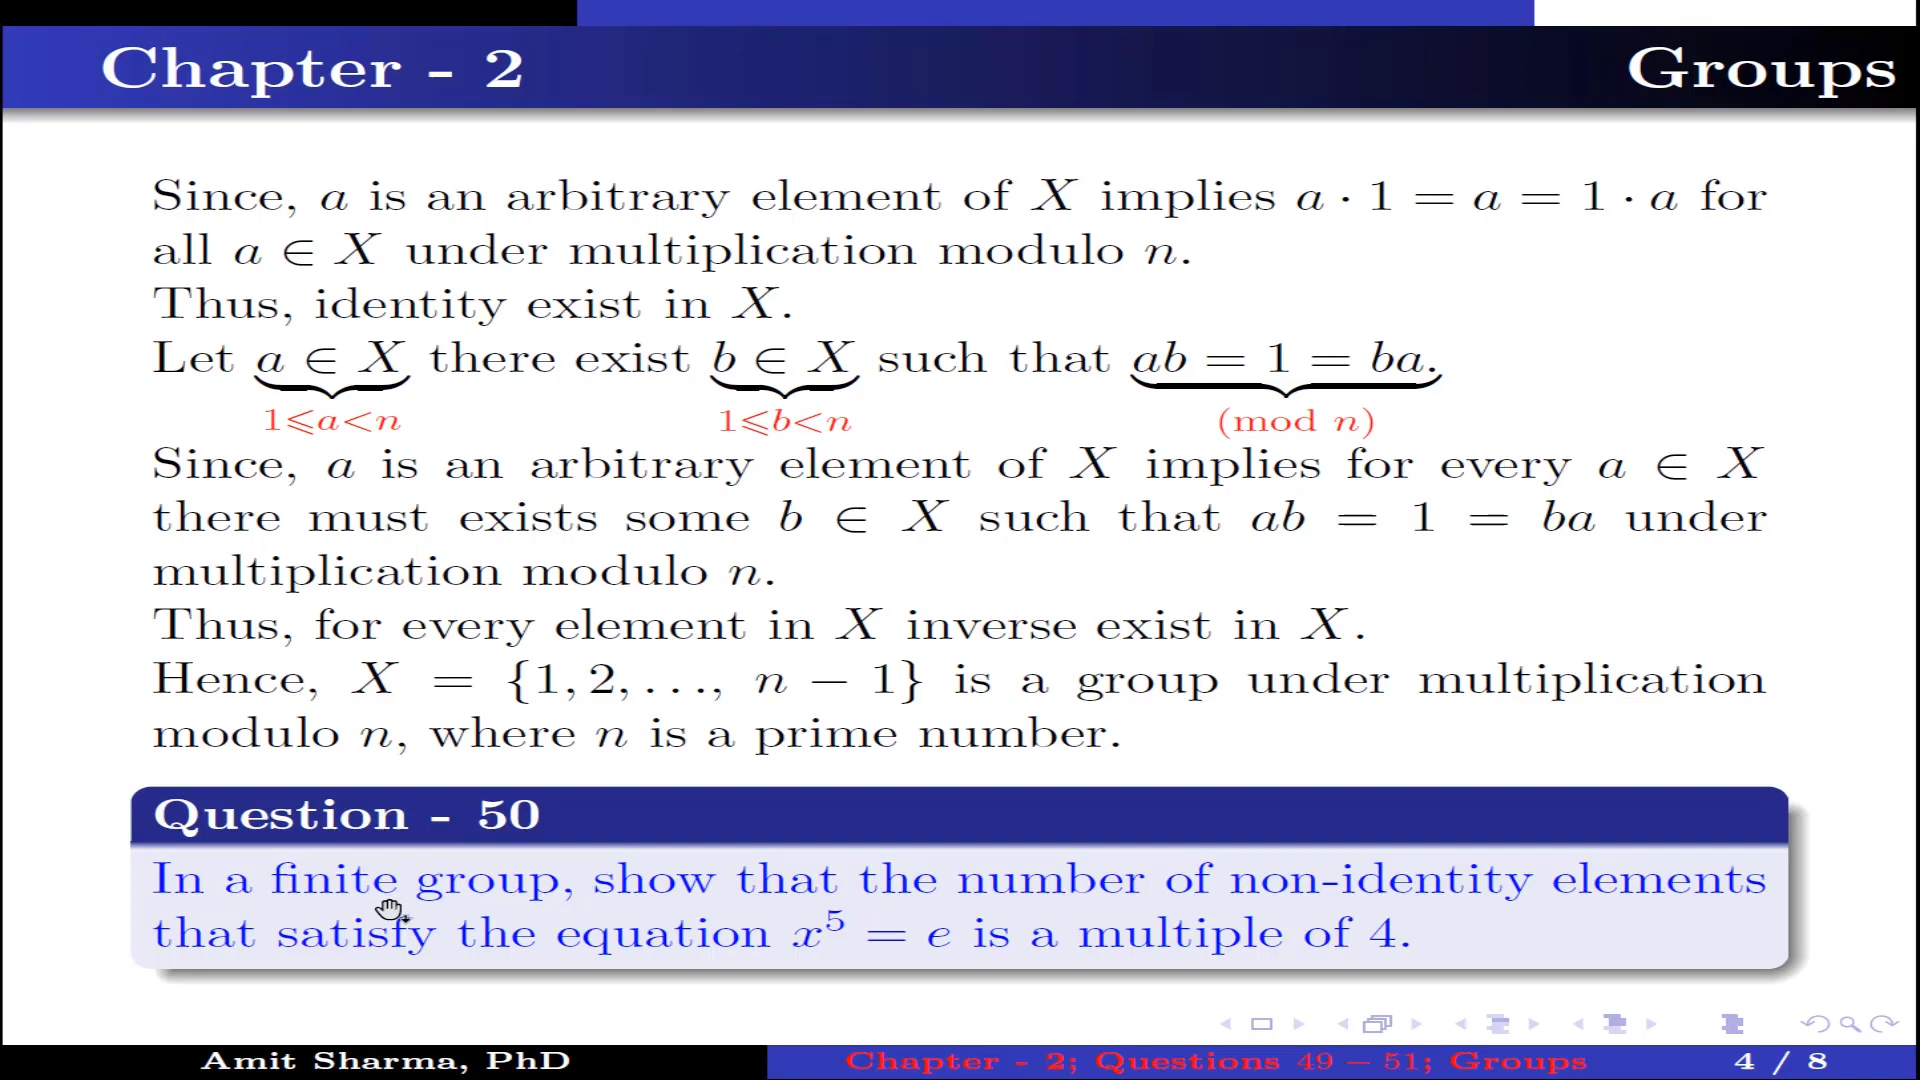 Chapter - 2 Groups
Since, a is an arbitrary element of X implies a · 1 = a = 1 · a for
all a ∈ X under multiplication modulo n.
Thus, identity exist in X.
Let a ∈ X there exist b ∈ X such that ab = 1 = ba.
1⩽a<n 1⩽b<n (mod n)
Since, a is an arbitrary element of X implies for every a ∈ X
there must exists some b ∈ X such that ab = 1 = ba under
multiplication modulo n.
Thus, for every element in X inverse exist in X.
Hence, X = {1, 2, . . ., n − 1} is a group under multiplication
modulo n, where n is a prime number.
Question - 50
In a finite group, show that the number of non-identity elements
that satisfy the equation x⁵ = e is a multiple of 4.
Amit Sharma, PhD Chapter - 2; Questions 49 − 51; Groups 4 / 8